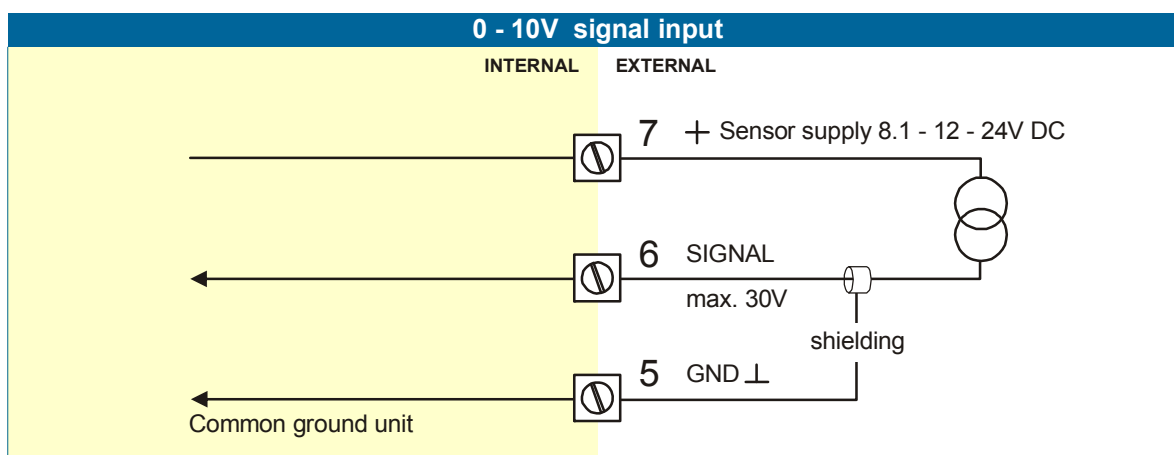 0 - 10V signal input
INTERNAL EXTERNAL
7 + Sensor supply 8.1 - 12 - 24V DC
6 SIGNAL
max. 30V
shielding
5 GND ⊥
Common ground unit